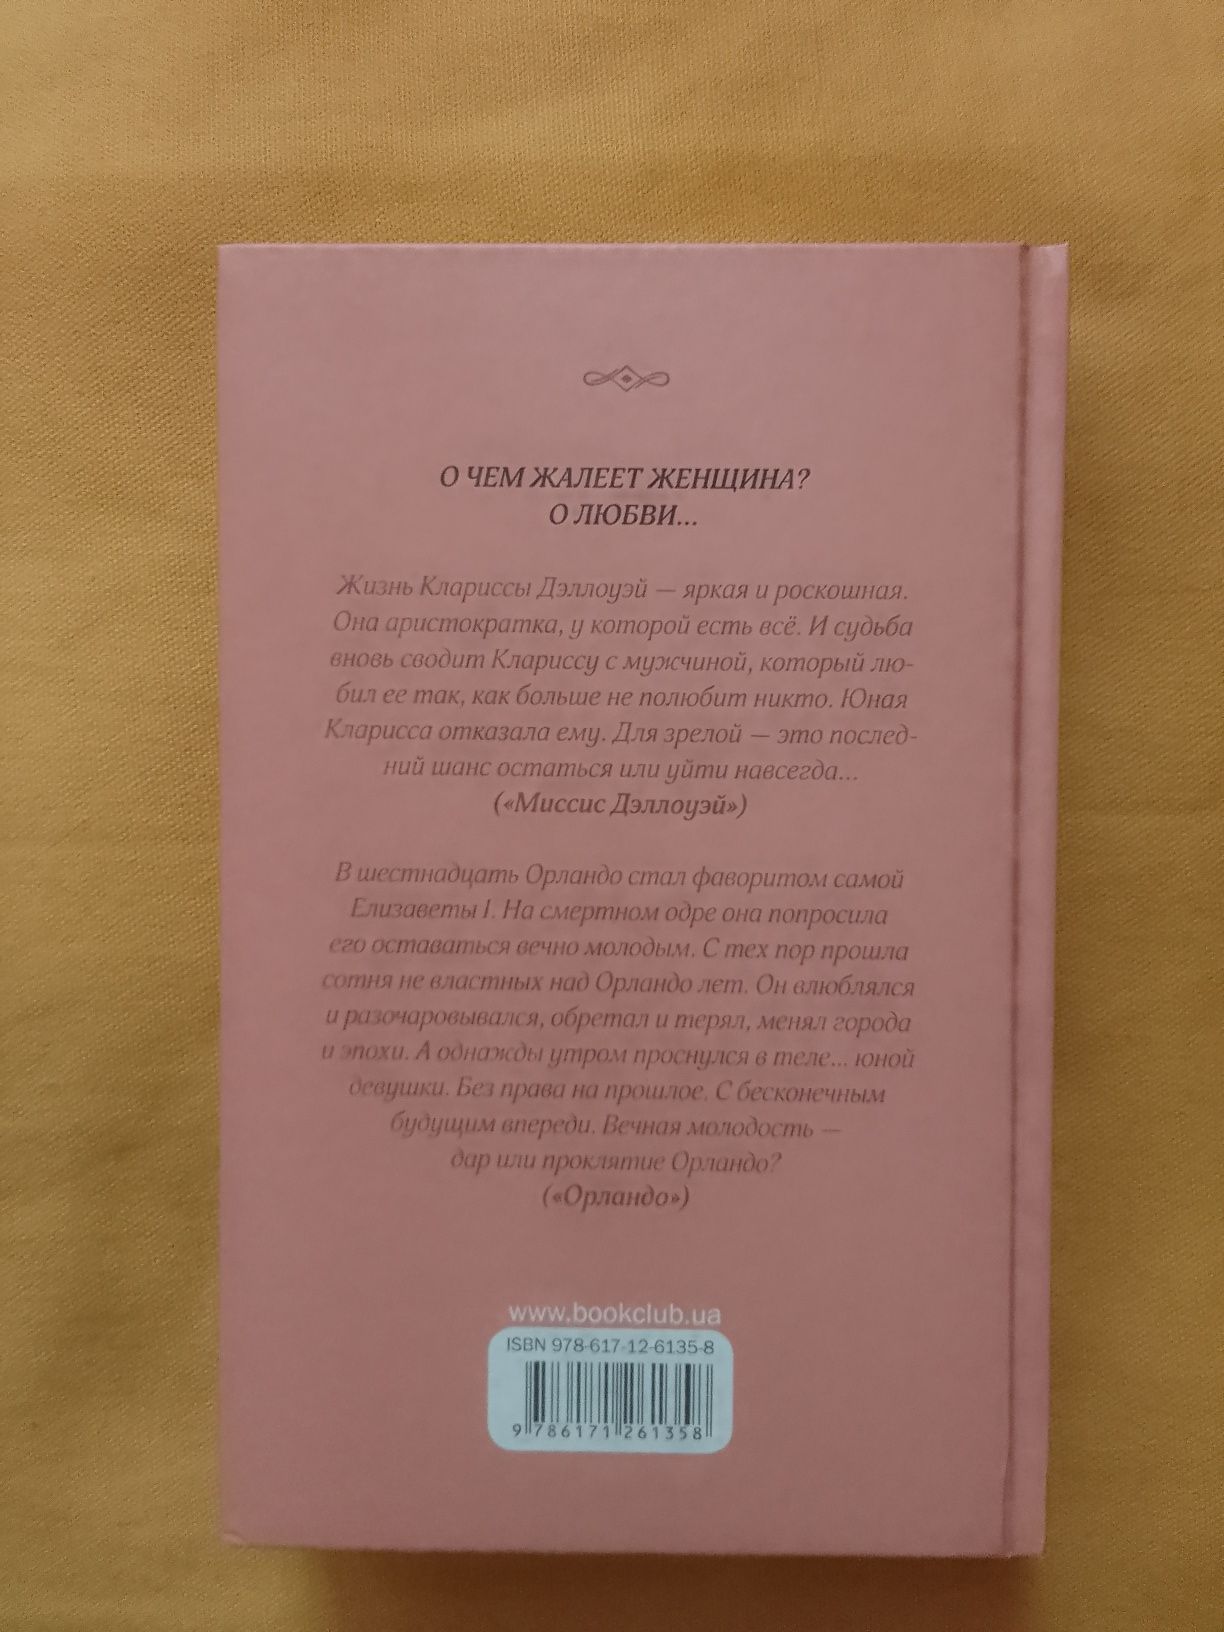 О ЧЕМ ЖАЛЕЕТ ЖЕНЩИНА?
О ЛЮБВИ...
Жизнь Клариссы Дэллоуэй — яркая и роскошная.
Она аристократка, у которой есть всё. И судьба
вновь сводит Клариссу с мужчиной, который лю-
бил ее так, как больше не полюбит никто. Юная
Кларисса отказала ему. Для зрелой — это послед-
ний шанс остаться или уйти навсегда...
(«Миссис Дэллоуэй»)
В шестнадцать Орландо стал фаворитом самой
Елизаветы I. На смертном одре она попросила
его оставаться вечно молодым. С тех пор прошла
сотня не властных над Орландо лет. Он влюблялся
и разочаровывался, обретал и терял, менял города
и эпохи. А однажды утром проснулся в теле... юной
девушки. Без права на прошлое. С бесконечным
будущим впереди. Вечная молодость —
дар или проклятие Орландо?
(«Орландо»)
www.bookclub.ua
ISBN 978-617-12-6135-8
9 786171 261358